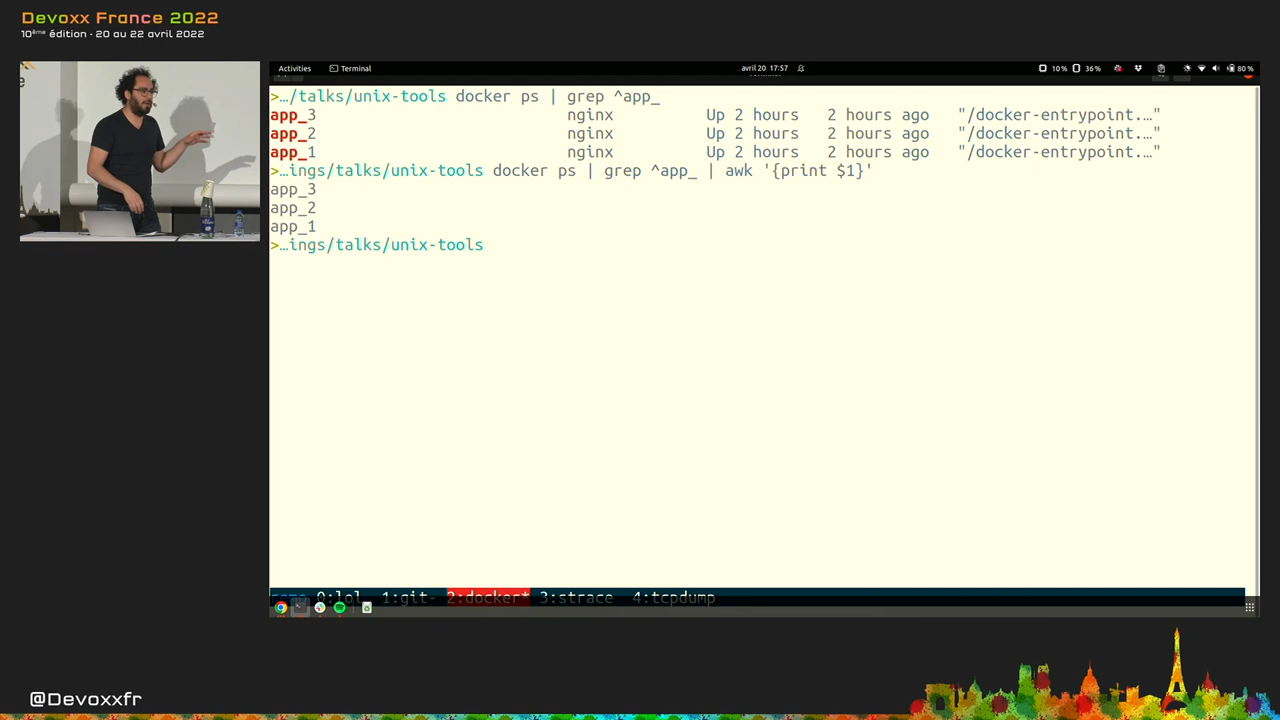 Devoxx France 2022
10ème édition · 20 au 22 avril 2022
Activities Terminal avril 20 17:57 10% 36% 80%
>…/talks/unix-tools docker ps | grep ^app_
app_3 nginx Up 2 hours 2 hours ago "/docker-entrypoint.…"
app_2 nginx Up 2 hours 2 hours ago "/docker-entrypoint.…"
app_1 nginx Up 2 hours 2 hours ago "/docker-entrypoint.…"
>…ings/talks/unix-tools docker ps | grep ^app_ | awk '{print $1}'
app_3
app_2
app_1
>…ings/talks/unix-tools
0:lol 1:git- 2:docker* 3:strace 4:tcpdump
@Devoxxfr